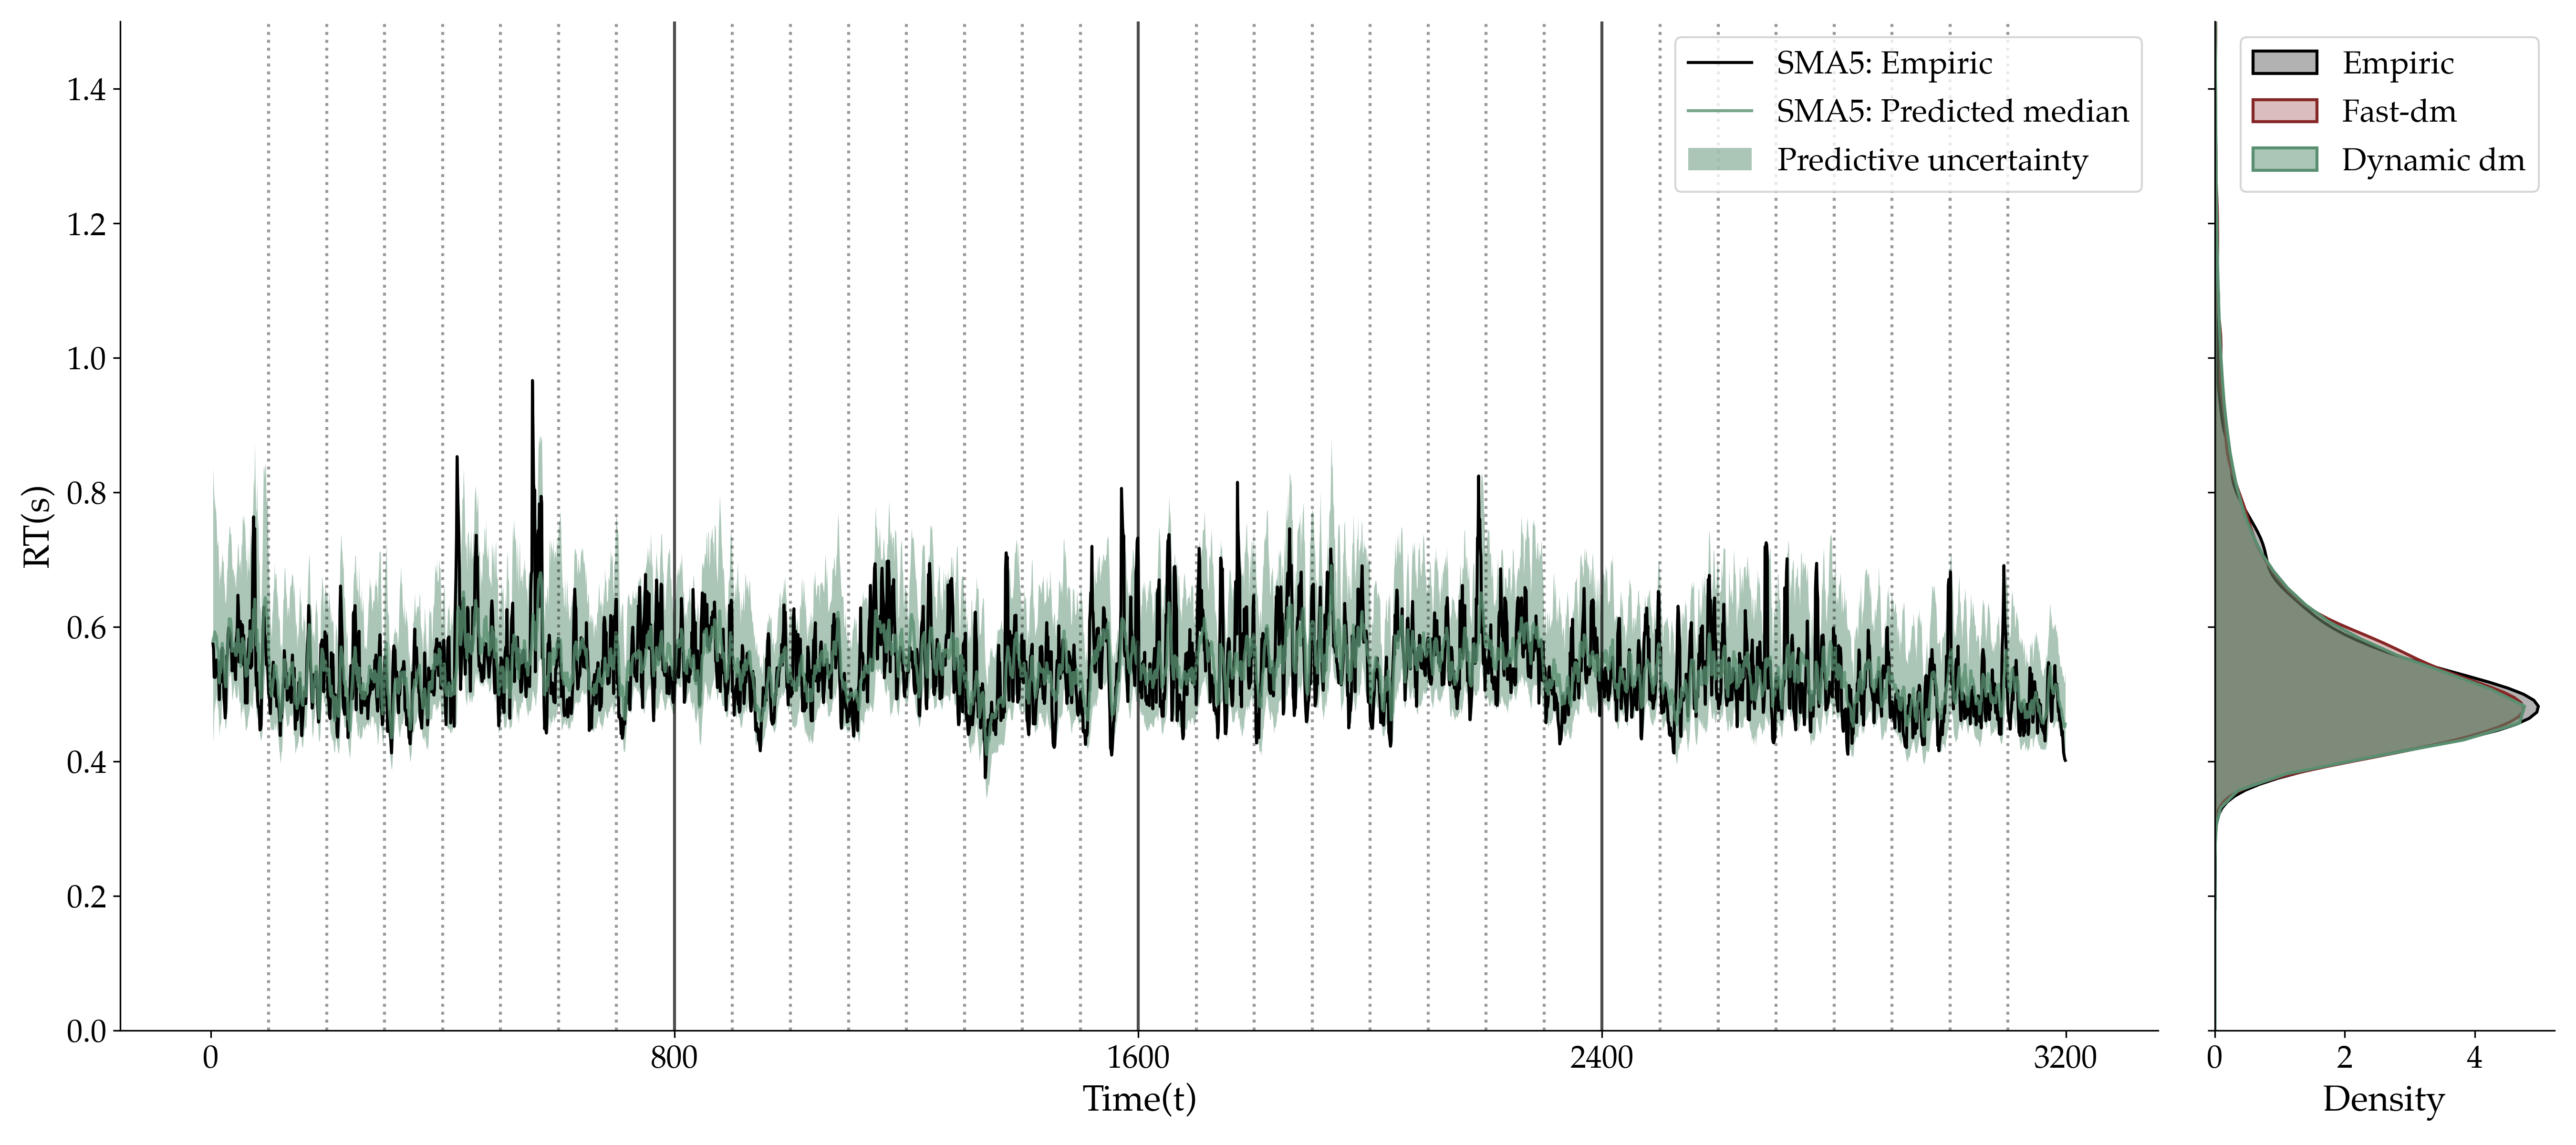 RT(s)
1.4
1.2
1.0
0.8
0.6
0.4
0.2
0.0
0
800
1600
2400
3200
Time(t)
SMA5: Empiric
SMA5: Predicted median
Predictive uncertainty
Empiric
Fast-dm
Dynamic dm
0
2
4
Density